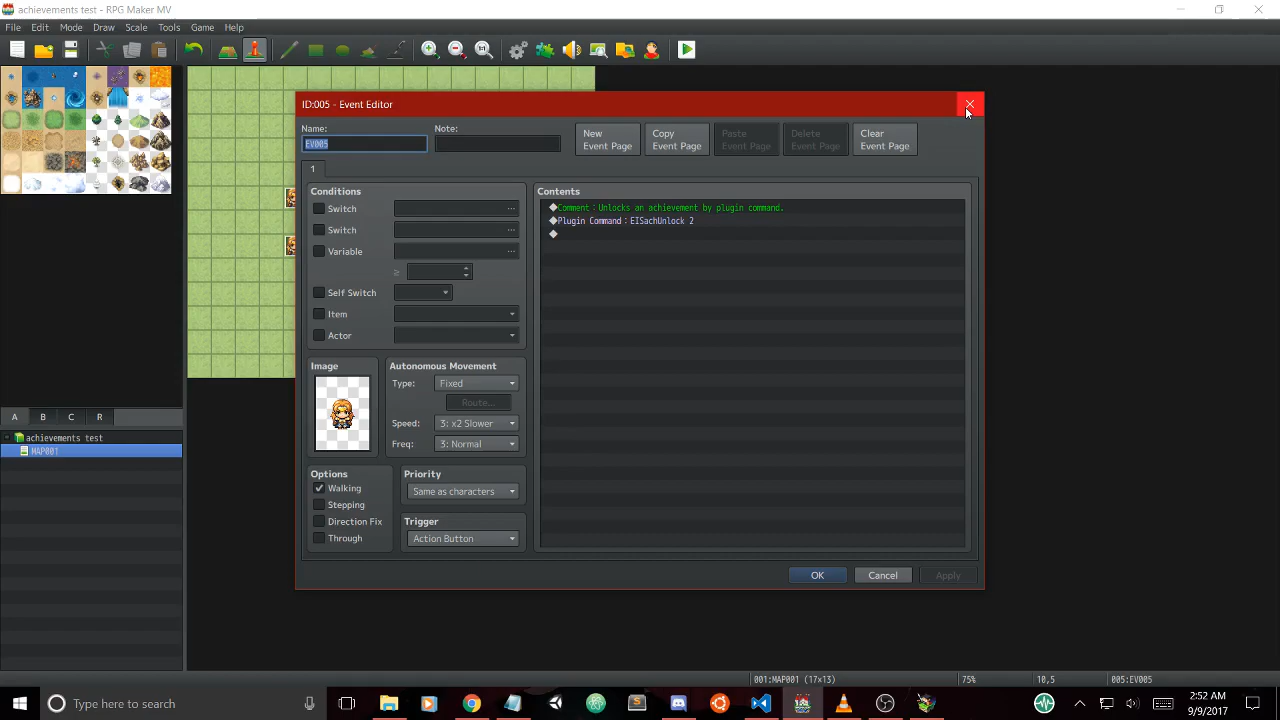 achievements test - RPG Maker MV
File Edit Mode Draw Scale Tools Game Help
ID:005 - Event Editor
Name:
Note:
EV005
New
Event Page
Copy
Event Page
Paste
Event Page
Delete
Event Page
Clear
Event Page
1
Conditions
Switch
Switch
Variable
≥
Self Switch
Item
Actor
Image
Autonomous Movement
Type: Fixed
Route...
Speed: 3: x2 Slower
Freq: 3: Normal
Options
Walking
Stepping
Direction Fix
Through
Priority
Same as characters
Trigger
Action Button
Contents
◆Comment：Unlocks an achievement by plugin command.
◆Plugin Command：EISachUnlock 2
◆
OK Cancel Apply
A B C R
achievements test
MAP001
001:MAP001 (17x13) 75% 10,5 005:EV005
Type here to search
2:52 AM
9/9/2017